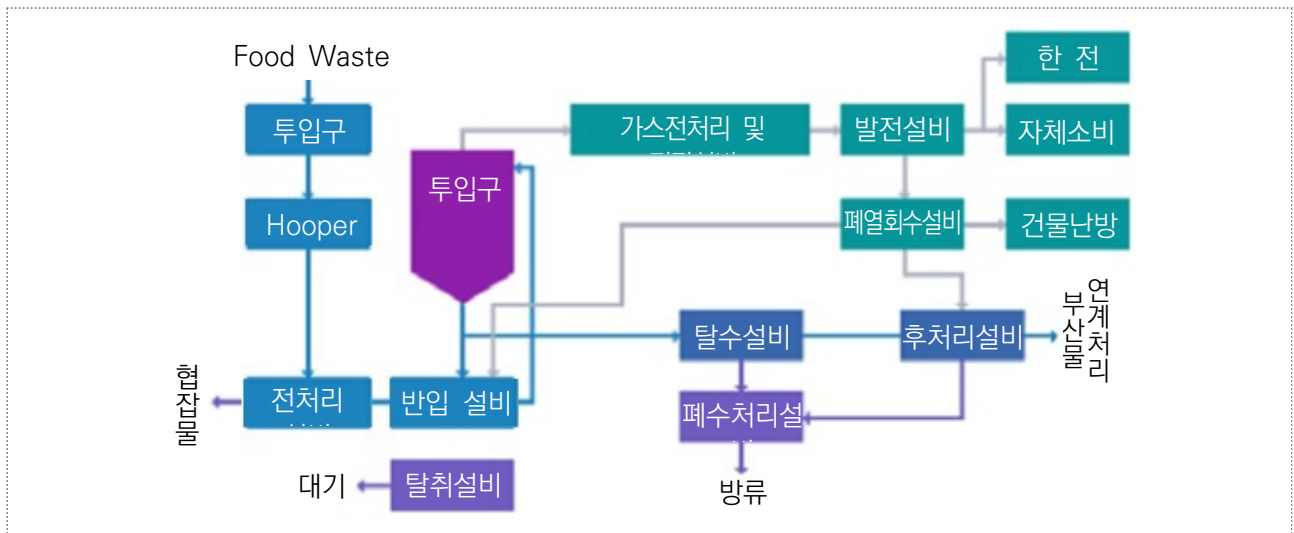 Food Waste
투입구
Hooper
전처리
협잡물
반입 설비
투입구
가스전처리 및
발전설비
한 전
자체소비
폐열회수설비
건물난방
탈수설비
후처리설비
부산물
연계처리
폐수처리설
방류
탈취설비
대기